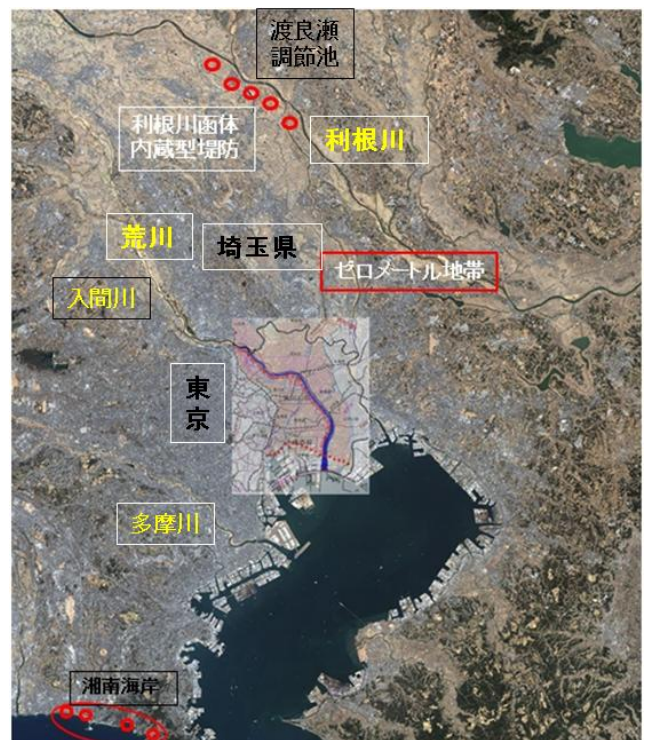 渡良瀬
調節池
利根川函体
内蔵型堤防
利根川
荒川
埼玉県
ゼロメートル地帯
入間川
東
京
多摩川
湘南海岸